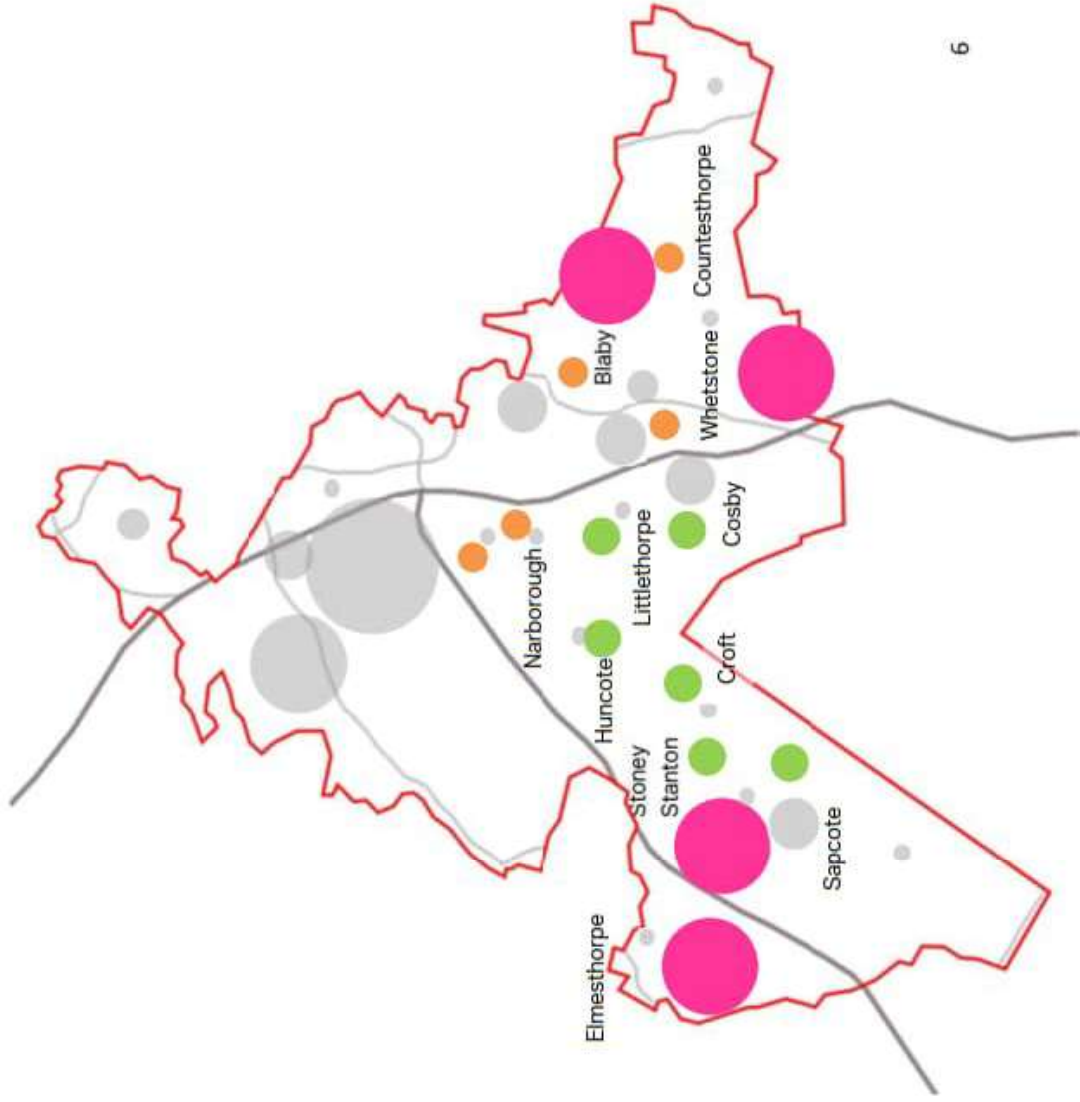 Elmesthorpe
Stoney
Stanton
Sapcote
Huncote
Croft
Narborough
Littlethorpe
Cosby
Blaby
Whetstone
Countesthorpe
6